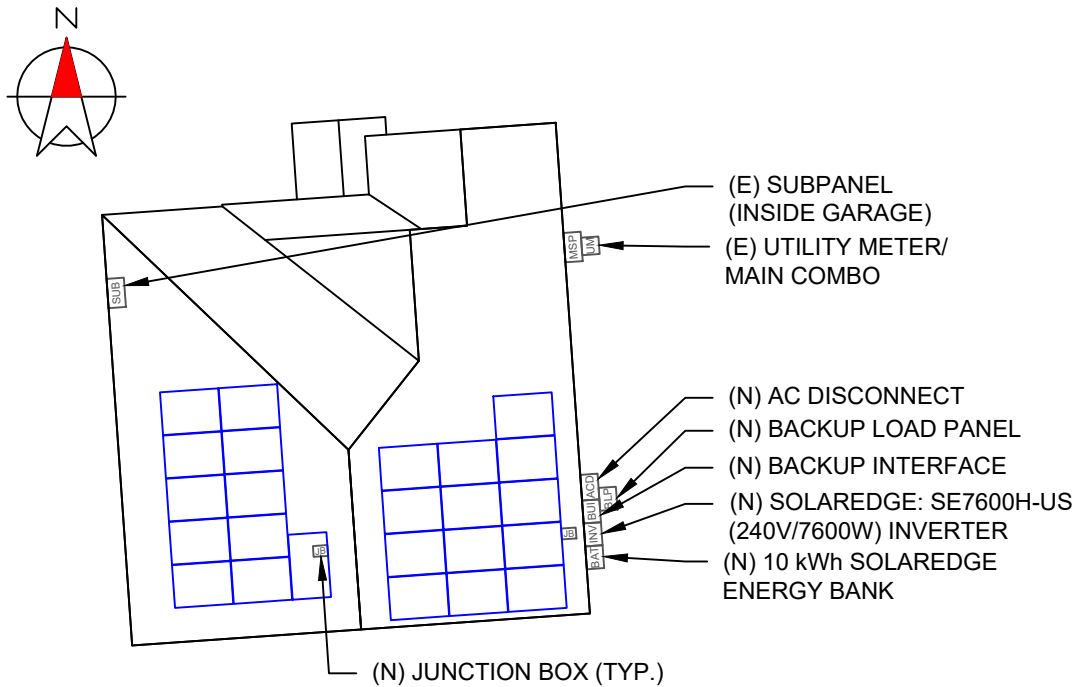 N
(E) SUBPANEL
(INSIDE GARAGE)
(E) UTILITY METER/
MAIN COMBO
MSP
UM
SUB
(N) AC DISCONNECT
(N) BACKUP LOAD PANEL
(N) BACKUP INTERFACE
(N) SOLAREDGE: SE7600H-US
(240V/7600W) INVERTER
(N) 10 kWh SOLAREDGE
ENERGY BANK
ACD
BLP
BUI
INV
BAT
JB
JB
(N) JUNCTION BOX (TYP.)